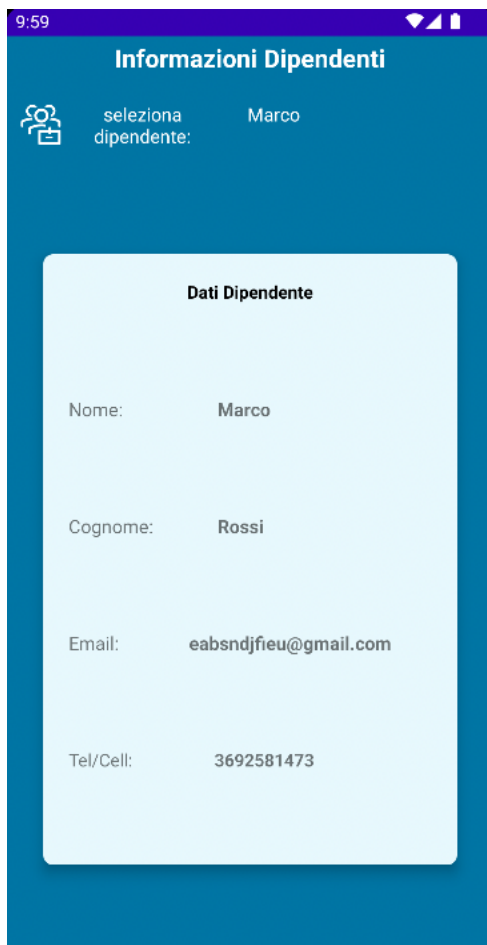 9:59
Informazioni Dipendenti
seleziona Marco
dipendente:
Dati Dipendente
Nome: Marco
Cognome: Rossi
Email: eabsndjfieu@gmail.com
Tel/Cell: 3692581473